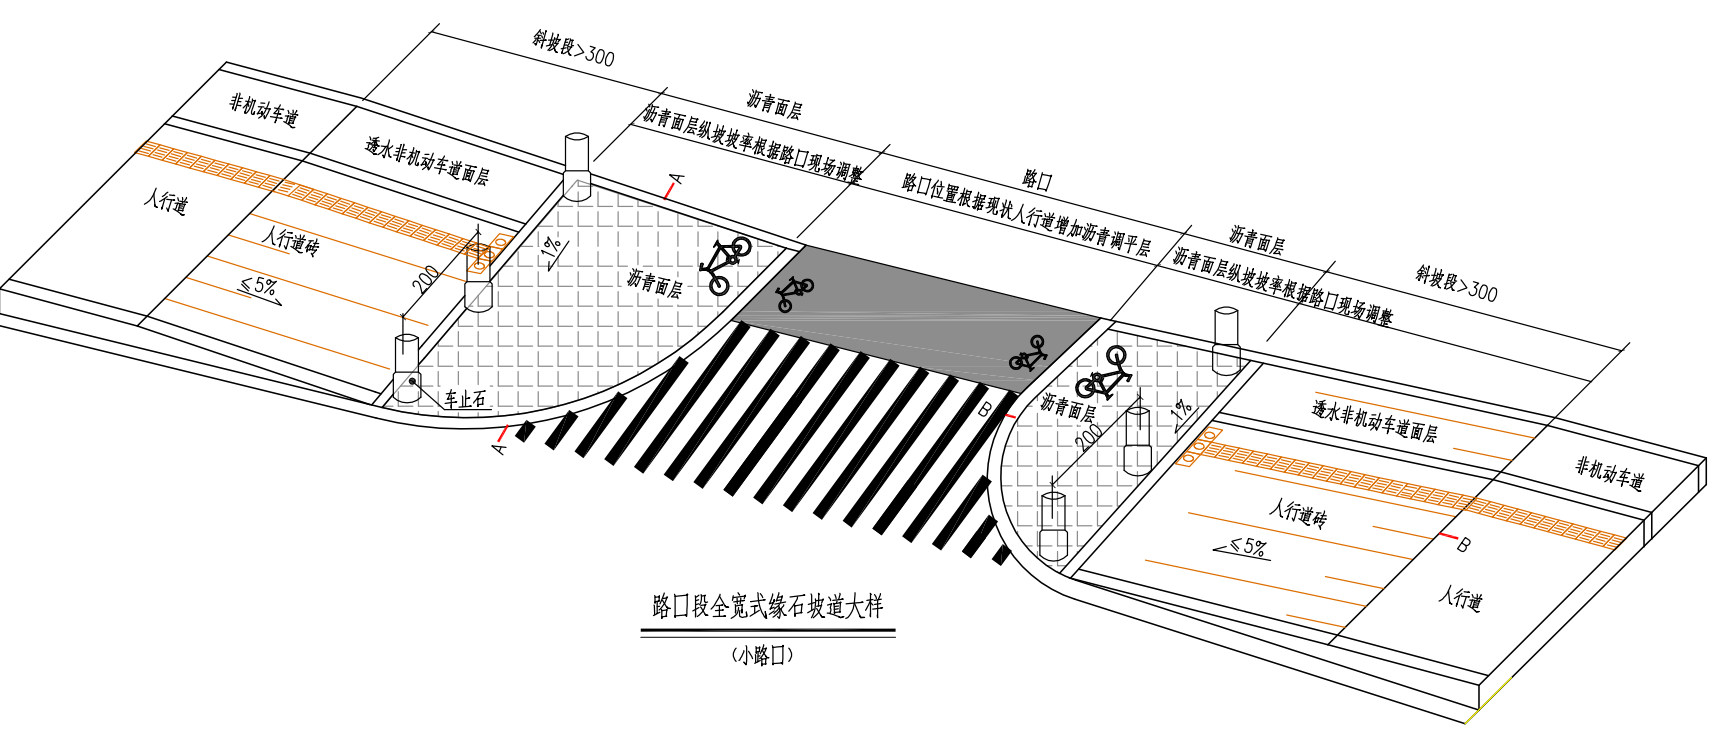 斜坡段>300
沥青面层
沥青面层纵坡坡率根据路口现场调整
路口
路口位置根据现状人行道增加沥青调平层
沥青面层
沥青面层纵坡坡率根据路口现场调整
斜坡段>300
非机动车道
透水非机动车道面层
人行道
人行道砖
≤5%
200
1%
A
沥青面层
车止石
A
B
沥青面层
200
1%
透水非机动车道面层
非机动车道
人行道砖
≤5%
B
人行道
路口段全宽式缘石坡道大样
(小路口)